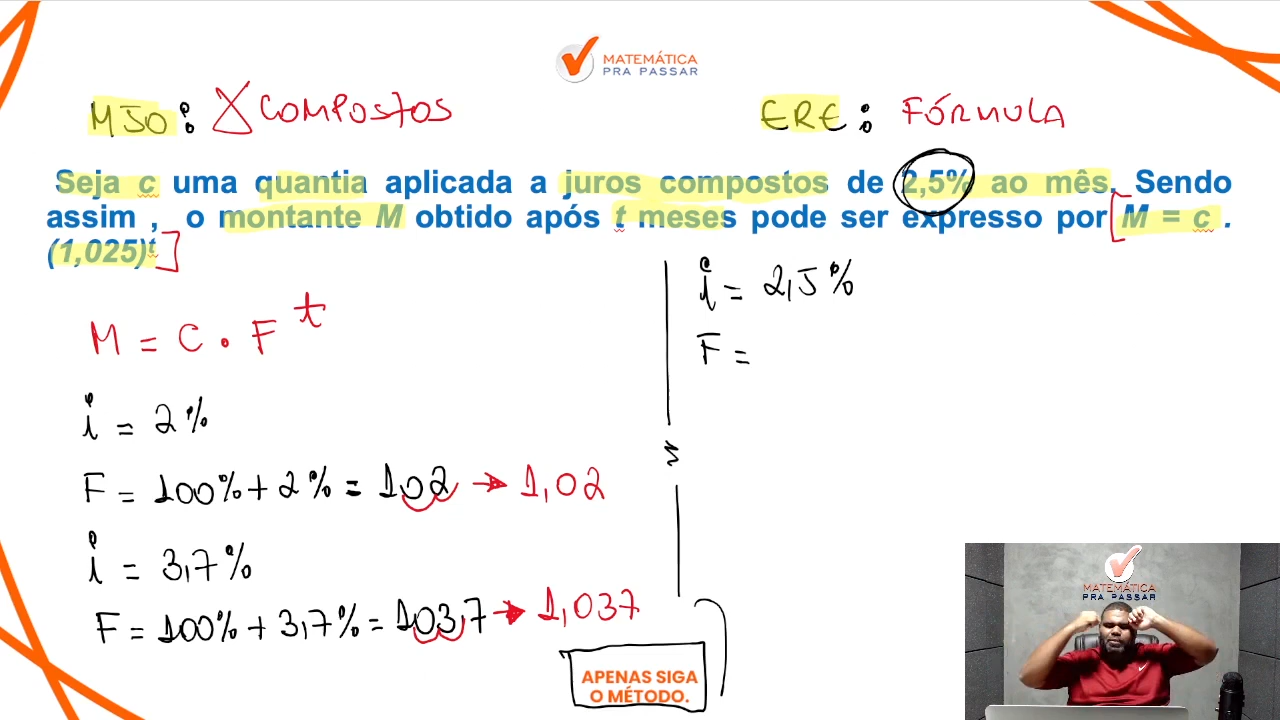 MATEMÁTICA
PRA PASSAR
MJO : COMPOSTOS
ERE : FÓRMULA
Seja c uma quantia aplicada a juros compostos de 2,5% ao mês. Sendo
assim , o montante M obtido após t meses pode ser expresso por M = c .
(1,025)ᵗ
M = C . Fᵗ
i = 2%
F = 100% + 2% = 102 → 1,02
i = 3,7%
F = 100% + 3,7% = 103,7 → 1,037
i = 2,5%
F =
APENAS SIGA
O MÉTODO.
MATEMÁTICA
PRA PASSAR